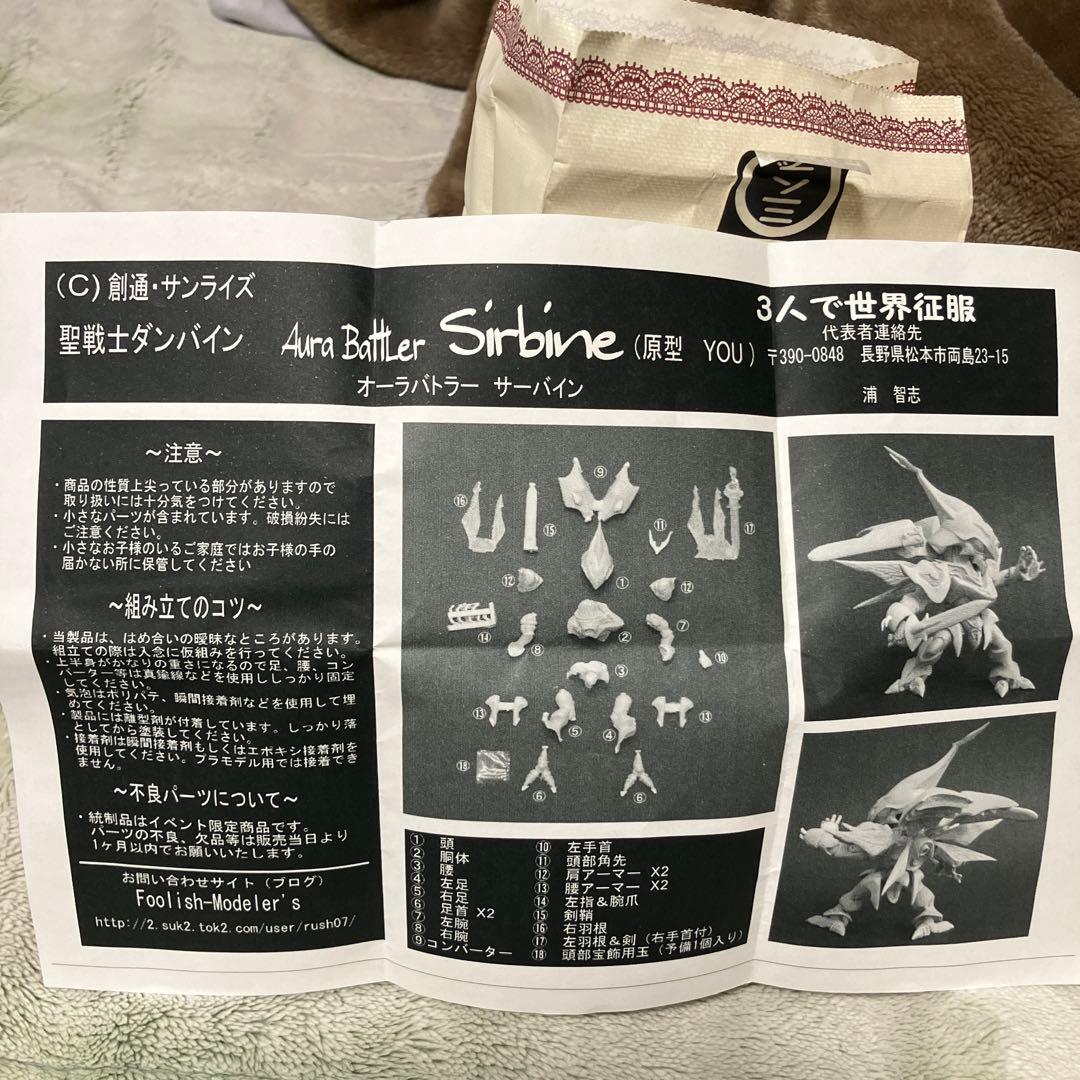 ミンド
(C) 創通・サンライズ
聖戦士ダンバイン Aura Battler Sirbine (原型 YOU)
オーラバトラー サーバイン
3人で世界征服
代表者連絡先
〒390-0848 長野県松本市両島23-15
浦 智志
～注意～
・商品の性質上尖っている部分がありますので
取り扱いには十分気をつけてください。
・小さなパーツが含まれています。破損紛失には
ご注意ください。
・小さなお子様のいるご家庭ではお子様の手の
届かない所に保管してください
～組み立てのコツ～
・当製品は、はめ合いの曖昧なところがあります。
組立ての際は入念に仮組みを行ってください。
・上半身がかなりの重さになるので足、腰、コン
バーター等は真鍮線などを使用ししっかり固定
してください。
・気泡はポリパテ、瞬間接着剤などを使用して埋
めてください。
・製品には離型剤が付着しています。しっかり落
としてから塗装してください。
・接着剤は瞬間接着剤もしくはエポキシ接着剤を
使用してください。プラモデル用では接着でき
ません。
～不良パーツについて～
・統制品はイベント限定商品です。
パーツの不良、欠品等は販売当日より
1ヶ月以内でお願いいたします。
お問い合わせサイト（ブログ）
Foolish-Modeler's
http://2.suk2.tok2.com/user/rush07/
⑨
⑯
⑮
⑪
⑰
⑫
①
⑫
⑭
⑧
②
⑦
③
⑩
⑬
⑤
④
⑬
⑱
⑥
⑥
① 頭
② 胴体
③ 腰
④ 左足
⑤ 右足
⑥ 足首 X2
⑦ 左腕
⑧ 右腕
⑨コンバーター
⑩ 左手首
⑪ 頭部角先
⑫ 肩アーマー X2
⑬ 腰アーマー X2
⑭ 左指＆腕爪
⑮ 剣鞘
⑯ 右羽根
⑰ 左羽根＆剣（右手首付）
⑱ 頭部宝飾用玉（予備1個入り）